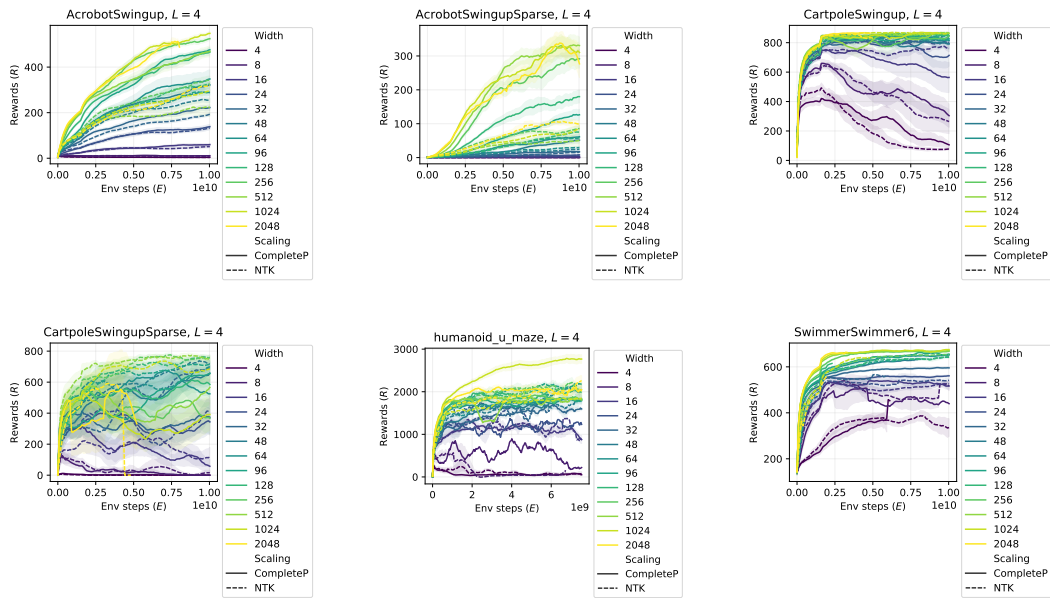 AcrobotSwingup, L = 4
Rewards (R)
400
200
0
0.00 0.25 0.50 0.75 1.00
Env steps (E)
1e10
Width
4
8
16
24
32
48
64
96
128
256
512
1024
2048
Scaling
CompleteP
NTK
AcrobotSwingupSparse, L = 4
Rewards (R)
300
200
100
0
0.00 0.25 0.50 0.75 1.00
Env steps (E)
1e10
Width
4
8
16
24
32
48
64
96
128
256
512
1024
2048
Scaling
CompleteP
NTK
CartpoleSwingup, L = 4
Rewards (R)
800
600
400
200
0
0.00 0.25 0.50 0.75 1.00
Env steps (E)
1e10
Width
4
8
16
24
32
48
64
96
128
256
512
1024
2048
Scaling
CompleteP
NTK
CartpoleSwingupSparse, L = 4
Rewards (R)
800
600
400
200
0
0.00 0.25 0.50 0.75 1.00
Env steps (E)
1e10
Width
4
8
16
24
32
48
64
96
128
256
512
1024
2048
Scaling
CompleteP
NTK
humanoid_u_maze, L = 4
Rewards (R)
3000
2000
1000
0
0 2 4 6
Env steps (E)
1e9
Width
4
8
16
24
32
48
64
96
128
256
512
1024
2048
Scaling
CompleteP
NTK
SwimmerSwimmer6, L = 4
Rewards (R)
600
400
200
0.00 0.25 0.50 0.75 1.00
Env steps (E)
1e10
Width
4
8
16
24
32
48
64
96
128
256
512
1024
2048
Scaling
CompleteP
NTK